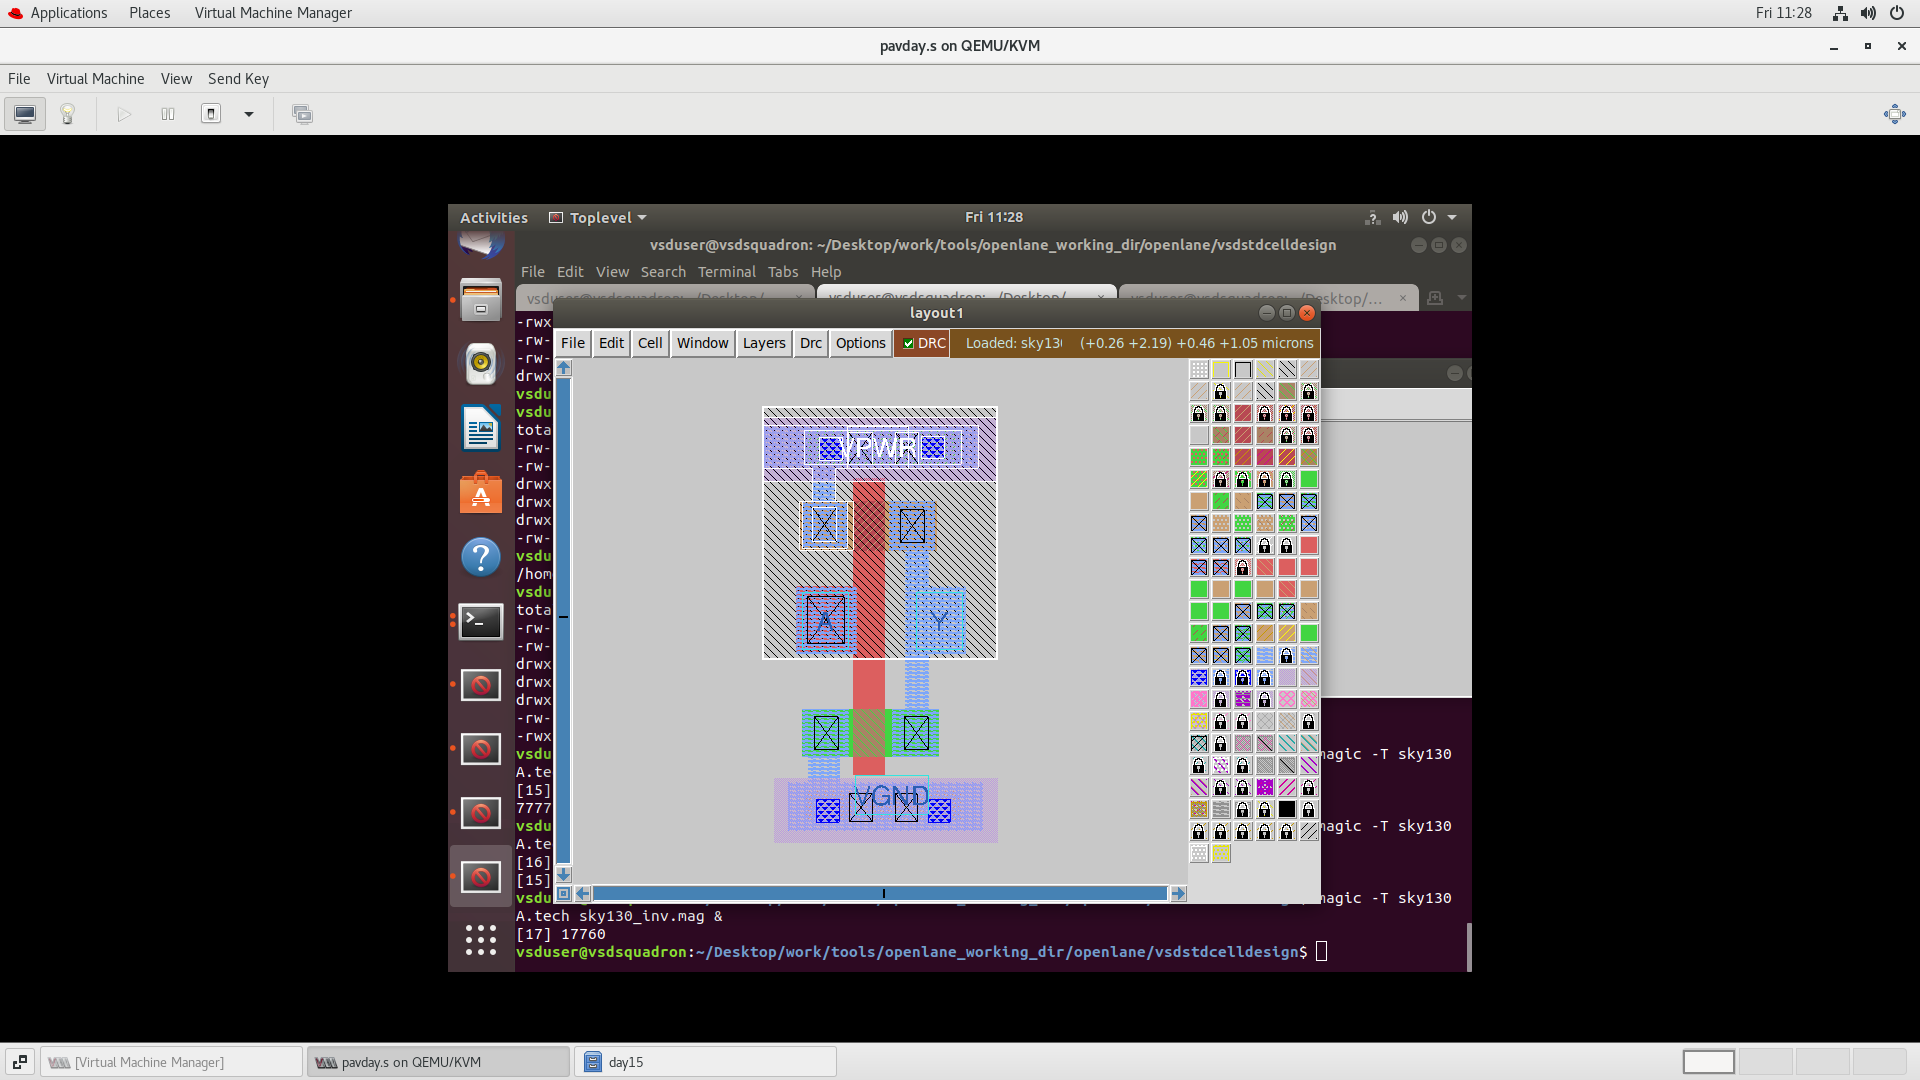 Applications Places Virtual Machine Manager Fri 11:28
pavday.s on QEMU/KVM
File Virtual Machine View Send Key
Activities Toplevel Fri 11:28
vsduser@vsdsquadron: ~/Desktop/work/tools/openlane_working_dir/openlane/vsdstdcelldesign
File Edit View Search Terminal Tabs Help
layout1
File Edit Cell Window Layers Drc Options DRC Loaded: sky13 (+0.26 +2.19) +0.46 +1.05 microns
-rwx
-rw-
-rw-
drwx
vsdu
vsdu
tota
-rw-
-rw-
drwx
drwx
drwx
-rw-
vsdu
/hom
vsdu
tota
-rw-
-rw-
drwx
drwx
drwx
-rw-
-rwx
vsdu
A.te
[15]
7777
vsdu
A.te
[16]
[15]
vsdu
VPWR
A
Y
VGND
magic -T sky130
magic -T sky130
magic -T sky130
A.tech sky130_inv.mag &
[17] 17760
vsduser@vsdsquadron:~/Desktop/work/tools/openlane_working_dir/openlane/vsdstdcelldesign$
[Virtual Machine Manager] pavday.s on QEMU/KVM day15